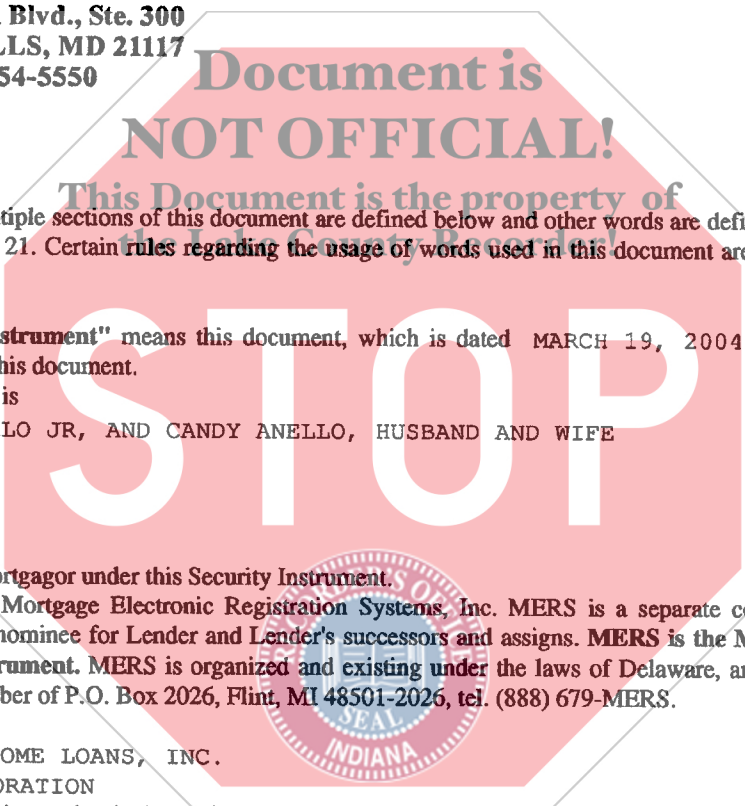 Blvd., Ste. 300
LLS, MD 21117
54-5550
Document is
NOT OFFICIAL!
This Document is the property of
the Lake County Recorder!
tiple sections of this document are defined below and other words are defi
21. Certain rules regarding the usage of words used in this document are
strument" means this document, which is dated MARCH 19, 2004
his document.
is
LO JR, AND CANDY ANELLO, HUSBAND AND WIFE
STOP
rtgagor under this Security Instrument.
Mortgage Electronic Registration Systems, Inc. MERS is a separate co
nominee for Lender and Lender's successors and assigns. MERS is the M
rument. MERS is organized and existing under the laws of Delaware, an
ber of P.O. Box 2026, Flint, MI 48501-2026, tel. (888) 679-MERS.
RECORDER'S OFFICE
SEAL
INDIANA
OME LOANS, INC.
ORATION